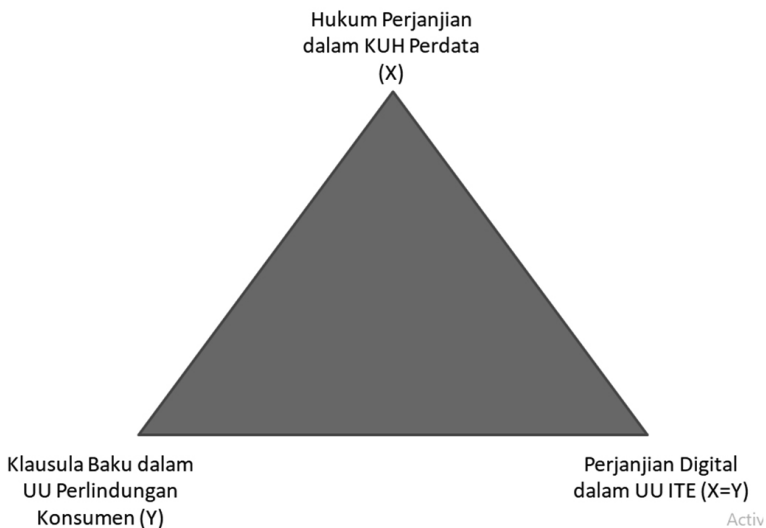 Hukum Perjanjian
dalam KUH Perdata
(X)
Klausula Baku dalam
UU Perlindungan
Konsumen (Y)
Perjanjian Digital
dalam UU ITE (X=Y)
Activ